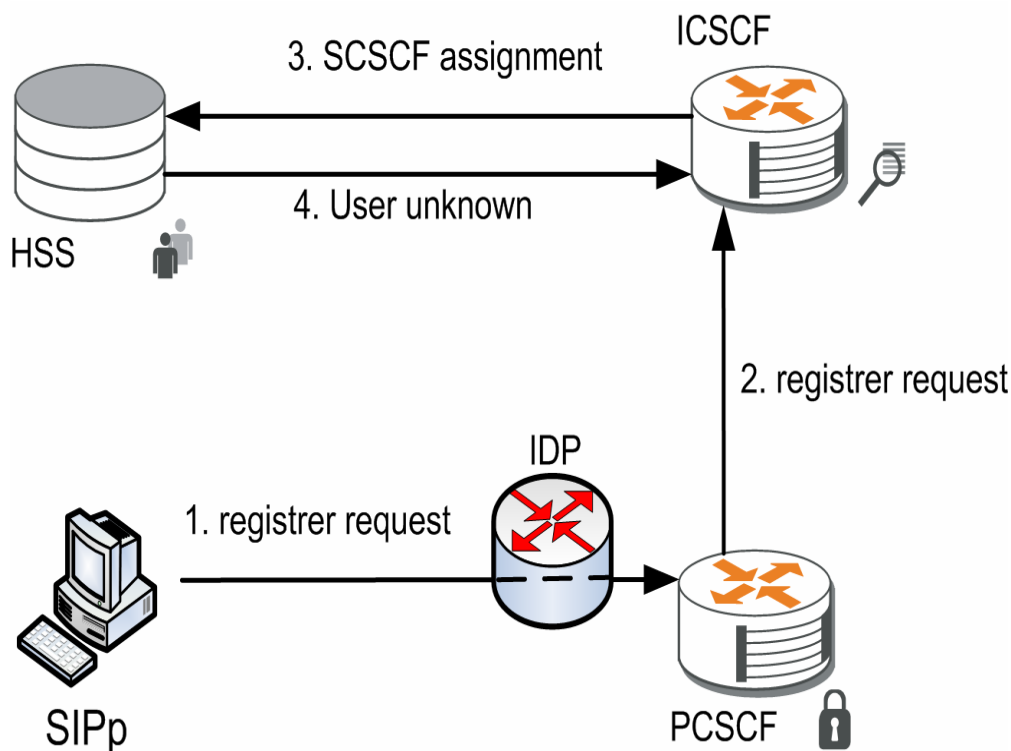 ICSCF
3. SCSCF assignment
4. User unknown
HSS
2. registrer request
IDP
1. registrer request
SIPp
PCSCF